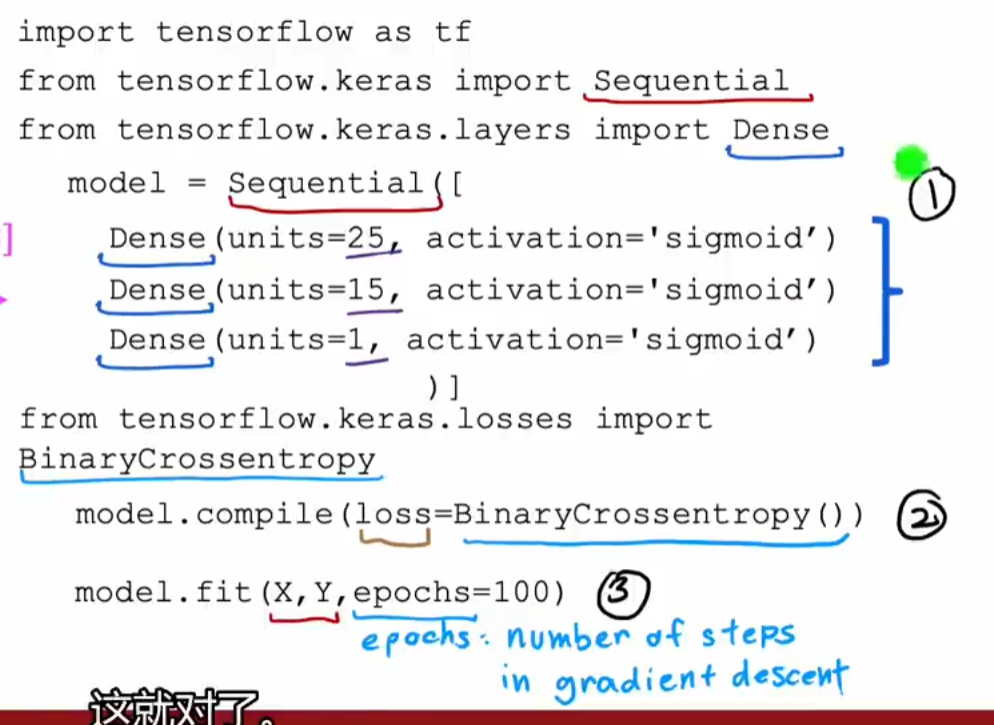 import tensorflow as tf
from tensorflow.keras import Sequential
from tensorflow.keras.layers import Dense
model = Sequential([
1
]
Dense(units=25, activation='sigmoid')
Dense(units=15, activation='sigmoid')
Dense(units=1, activation='sigmoid')
)]
from tensorflow.keras.losses import
BinaryCrossentropy
model.compile(loss=BinaryCrossentropy()) 2
model.fit(X,Y,epochs=100) 3
epochs: number of steps
in gradient descent
这就对了。